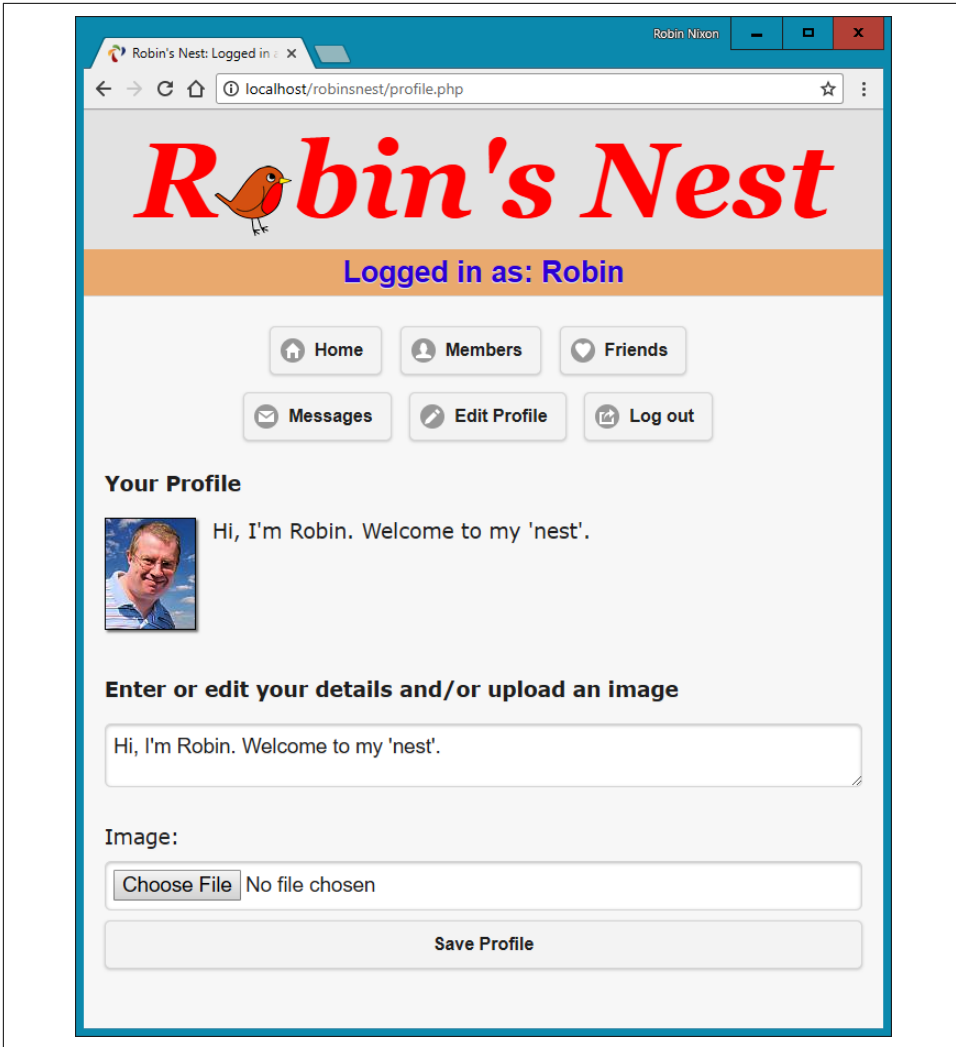 Robin Nixon
Robin's Nest: Logged in a
localhost/robinsnest/profile.php
Robin's Nest
Logged in as: Robin
Home Members Friends
Messages Edit Profile Log out
Your Profile
Hi, I'm Robin. Welcome to my 'nest'.
Enter or edit your details and/or upload an image
Hi, I'm Robin. Welcome to my 'nest'.
Image:
Choose File No file chosen
Save Profile